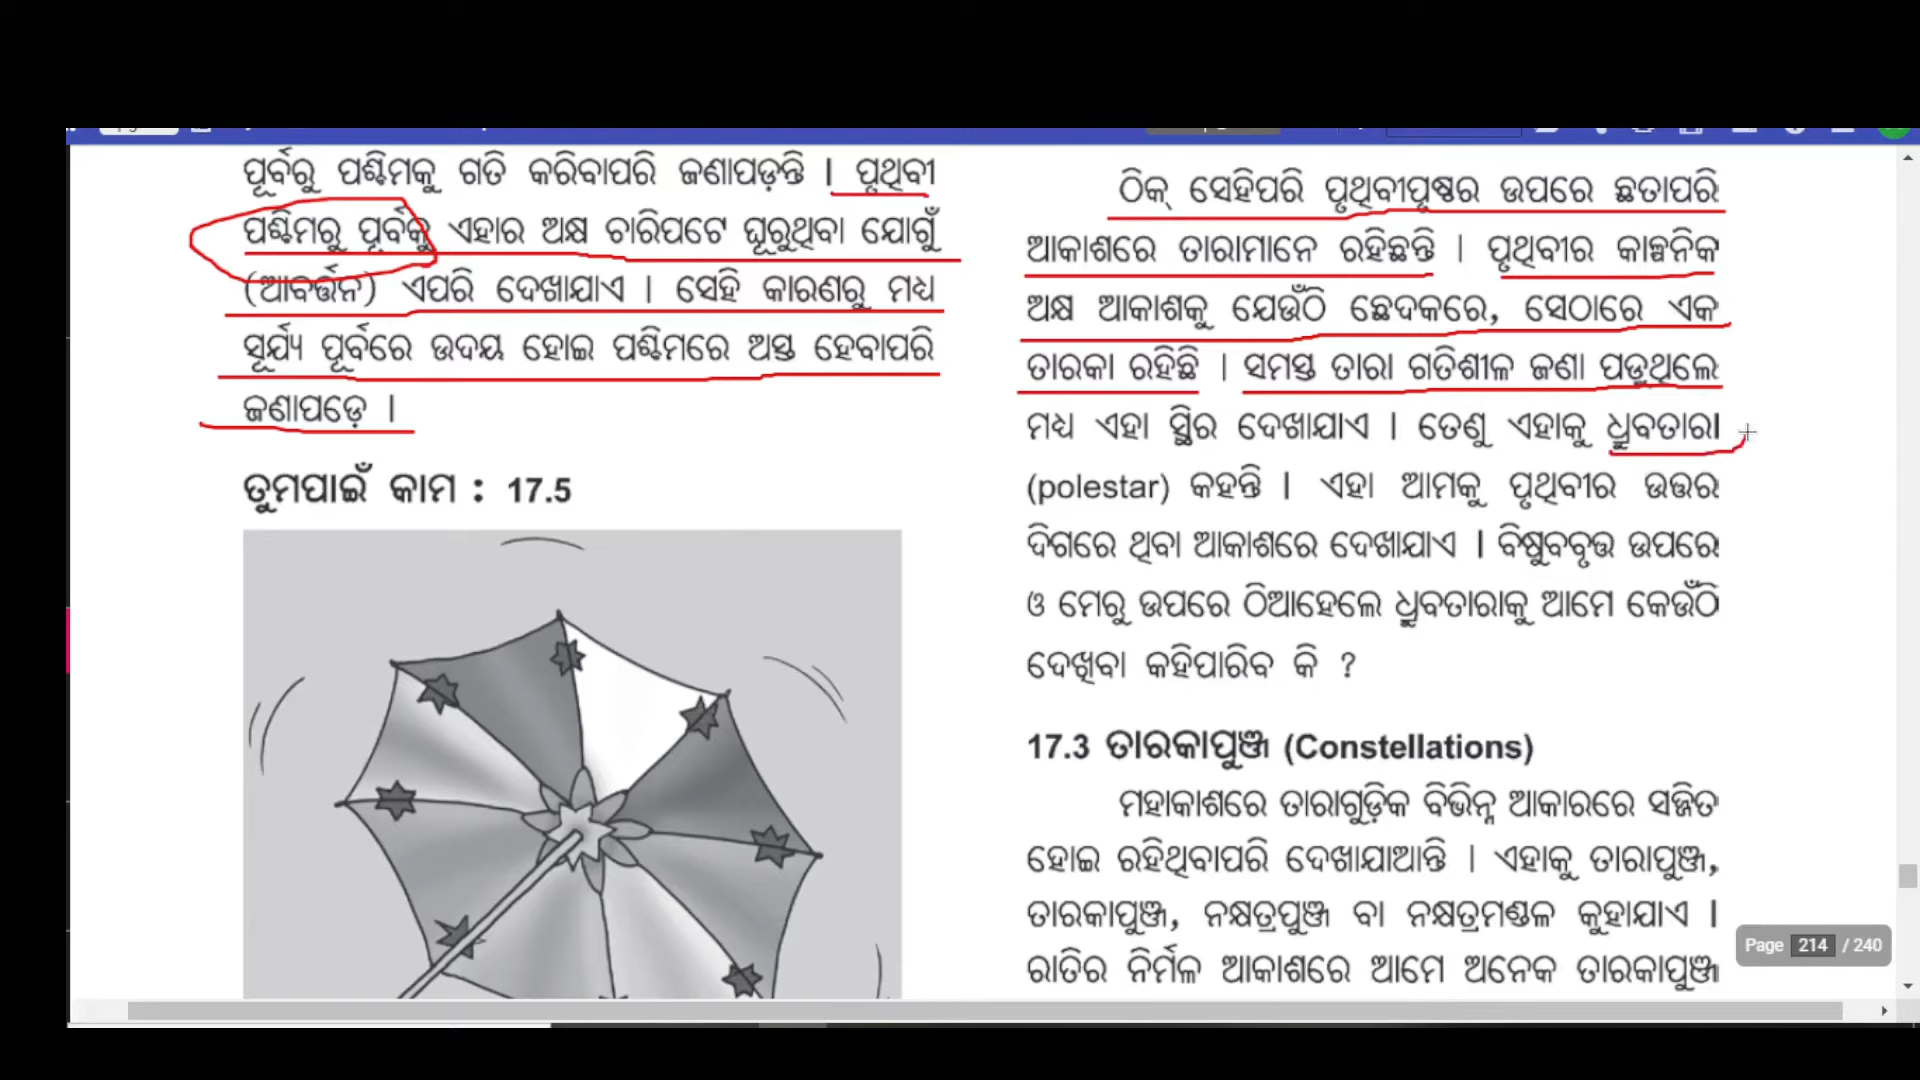 ପୂର୍ବରୁ ପଶ୍ଚିମକୁ ଗତି କରିବାପରି ଜଣାପଡ଼ନ୍ତି । ପୃଥିବୀ
ପଶ୍ଚିମରୁ ପୂର୍ବକୁ ଏହାର ଅକ୍ଷ ଚାରିପଟେ ଘୂରୁଥିବା ଯୋଗୁଁ
(ଆବର୍ତ୍ତନ) ଏପରି ଦେଖାଯାଏ । ସେହି କାରଣରୁ ମଧ୍ୟ
ସୂର୍ଯ୍ୟ ପୂର୍ବରେ ଉଦୟ ହୋଇ ପଶ୍ଚିମରେ ଅସ୍ତ ହେବାପରି
ଜଣାପଡ଼େ ।
ତୁମପାଇଁ କାମ : 17.5
ଠିକ୍ ସେହିପରି ପୃଥିବୀପୃଷ୍ଠର ଉପରେ ଛତାପରି
ଆକାଶରେ ତାରାମାନେ ରହିଛନ୍ତି । ପୃଥିବୀର କାଳ୍ପନିକ
ଅକ୍ଷ ଆକାଶକୁ ଯେଉଁଠି ଛେଦକରେ, ସେଠାରେ ଏକ
ତାରକା ରହିଛି । ସମସ୍ତ ତାରା ଗତିଶୀଳ ଜଣା ପଡୁଥିଲେ
ମଧ୍ୟ ଏହା ସ୍ଥିର ଦେଖାଯାଏ । ତେଣୁ ଏହାକୁ ଧ୍ରୁବତାରା
(polestar) କହନ୍ତି । ଏହା ଆମକୁ ପୃଥିବୀର ଉତ୍ତର
ଦିଗରେ ଥିବା ଆକାଶରେ ଦେଖାଯାଏ । ବିଷୁବବୃତ୍ତ ଉପରେ
ଓ ମେରୁ ଉପରେ ଠିଆହେଲେ ଧ୍ରୁବତାରାକୁ ଆମେ କେଉଁଠି
ଦେଖିବା କହିପାରିବ କି ?
17.3 ତାରକାପୁଞ୍ଜ (Constellations)
ମହାକାଶରେ ତାରାଗୁଡ଼ିକ ବିଭିନ୍ନ ଆକାରରେ ସଜ୍ଜିତ
ହୋଇ ରହିଥିବାପରି ଦେଖାଯାଆନ୍ତି । ଏହାକୁ ତାରାପୁଞ୍ଜ,
ତାରକାପୁଞ୍ଜ, ନକ୍ଷତ୍ରପୁଞ୍ଜ ବା ନକ୍ଷତ୍ରମଣ୍ଡଳ କୁହାଯାଏ ।
ରାତିର ନିର୍ମଳ ଆକାଶରେ ଆମେ ଅନେକ ତାରକାପୁଞ୍ଜ
Page 214 / 240